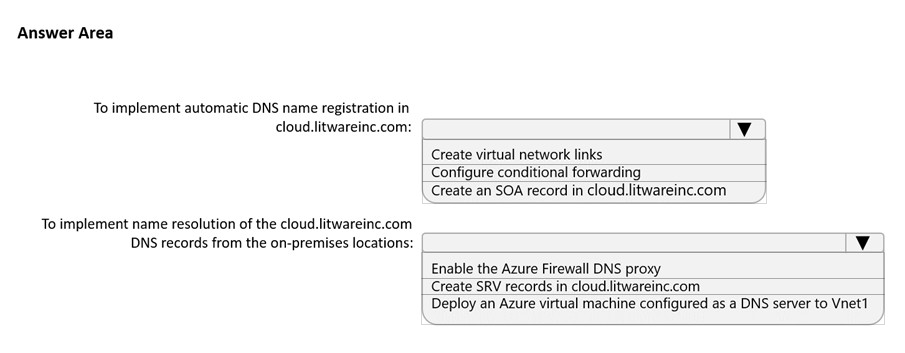 Answer Area
To implement automatic DNS name registration in
cloud.litwareinc.com:
Create virtual network links
Configure conditional forwarding
Create an SOA record in cloud.litwareinc.com
To implement name resolution of the cloud.litwareinc.com
DNS records from the on-premises locations:
Enable the Azure Firewall DNS proxy
Create SRV records in cloud.litwareinc.com
Deploy an Azure virtual machine configured as a DNS server to Vnet1